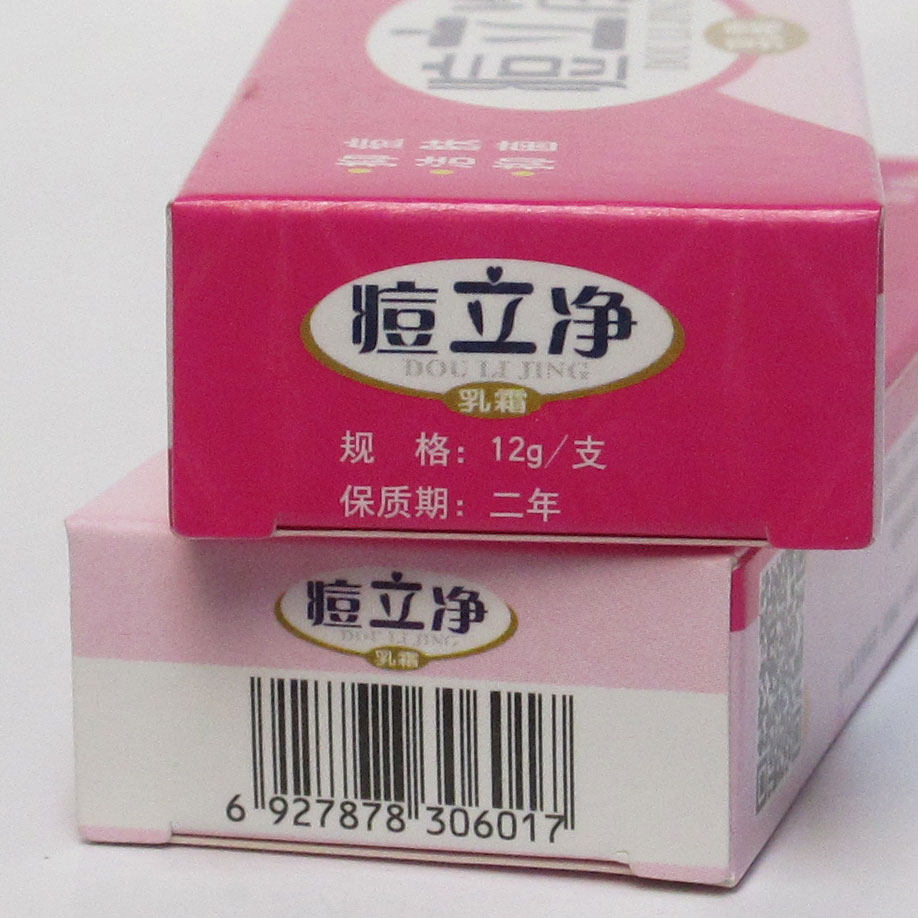 痘立净
DOU LI JING
乳霜
规 格：12g/支
保质期：二年
痘立净
DOU LI JING
乳霜
6 927878 306017